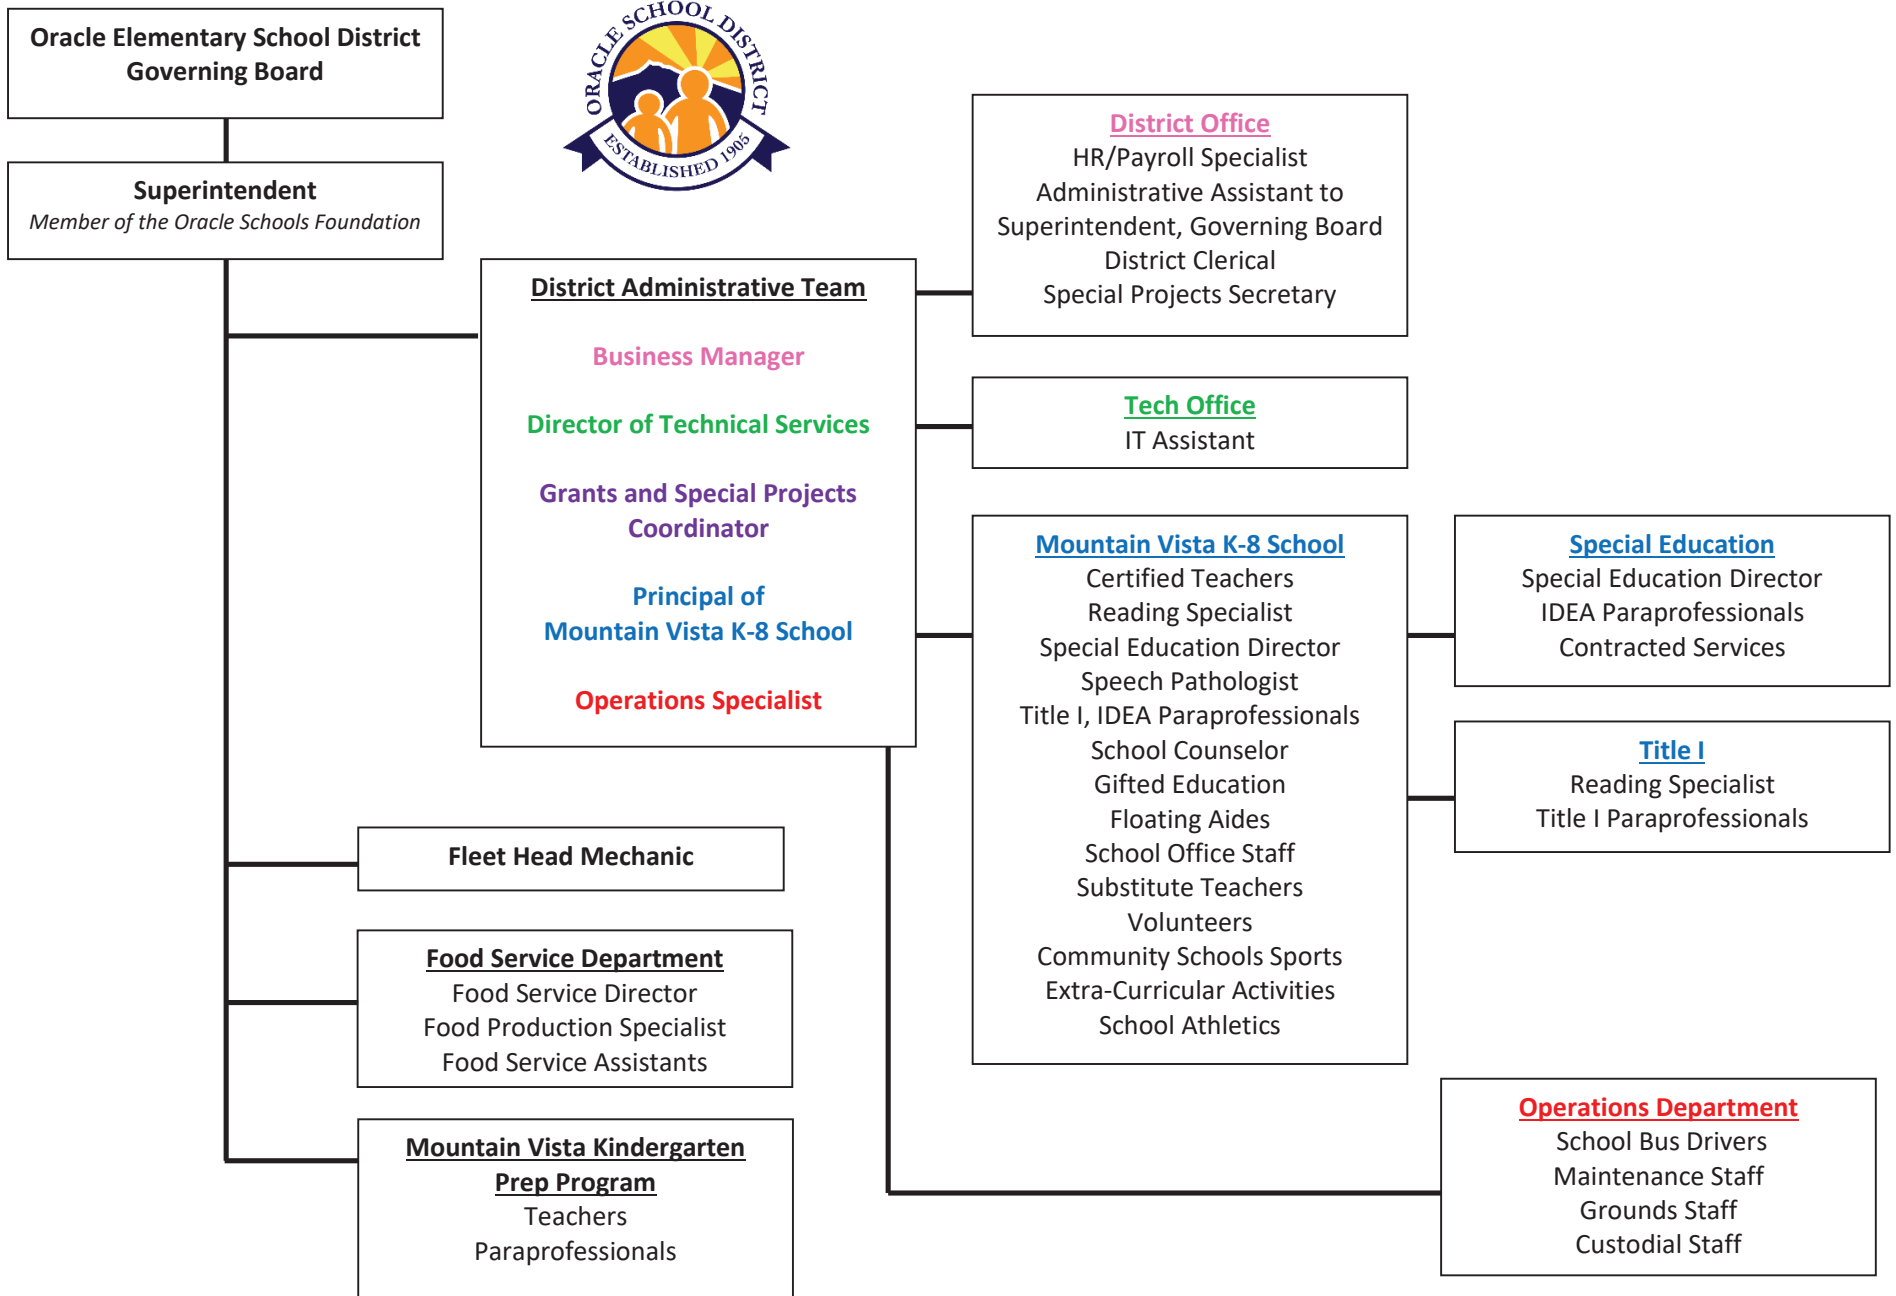 Oracle Elementary School District
Governing Board
Superintendent
Member of the Oracle Schools Foundation
ORACLE SCHOOL DISTRICT
ESTABLISHED 1905
District Administrative Team
Business Manager
Director of Technical Services
Grants and Special Projects
Coordinator
Principal of
Mountain Vista K-8 School
Operations Specialist
District Office
HR/Payroll Specialist
Administrative Assistant to
Superintendent, Governing Board
District Clerical
Special Projects Secretary
Tech Office
IT Assistant
Mountain Vista K-8 School
Certified Teachers
Reading Specialist
Special Education Director
Speech Pathologist
Title I, IDEA Paraprofessionals
School Counselor
Gifted Education
Floating Aides
School Office Staff
Substitute Teachers
Volunteers
Community Schools Sports
Extra-Curricular Activities
School Athletics
Special Education
Special Education Director
IDEA Paraprofessionals
Contracted Services
Title I
Reading Specialist
Title I Paraprofessionals
Fleet Head Mechanic
Food Service Department
Food Service Director
Food Production Specialist
Food Service Assistants
Mountain Vista Kindergarten
Prep Program
Teachers
Paraprofessionals
Operations Department
School Bus Drivers
Maintenance Staff
Grounds Staff
Custodial Staff